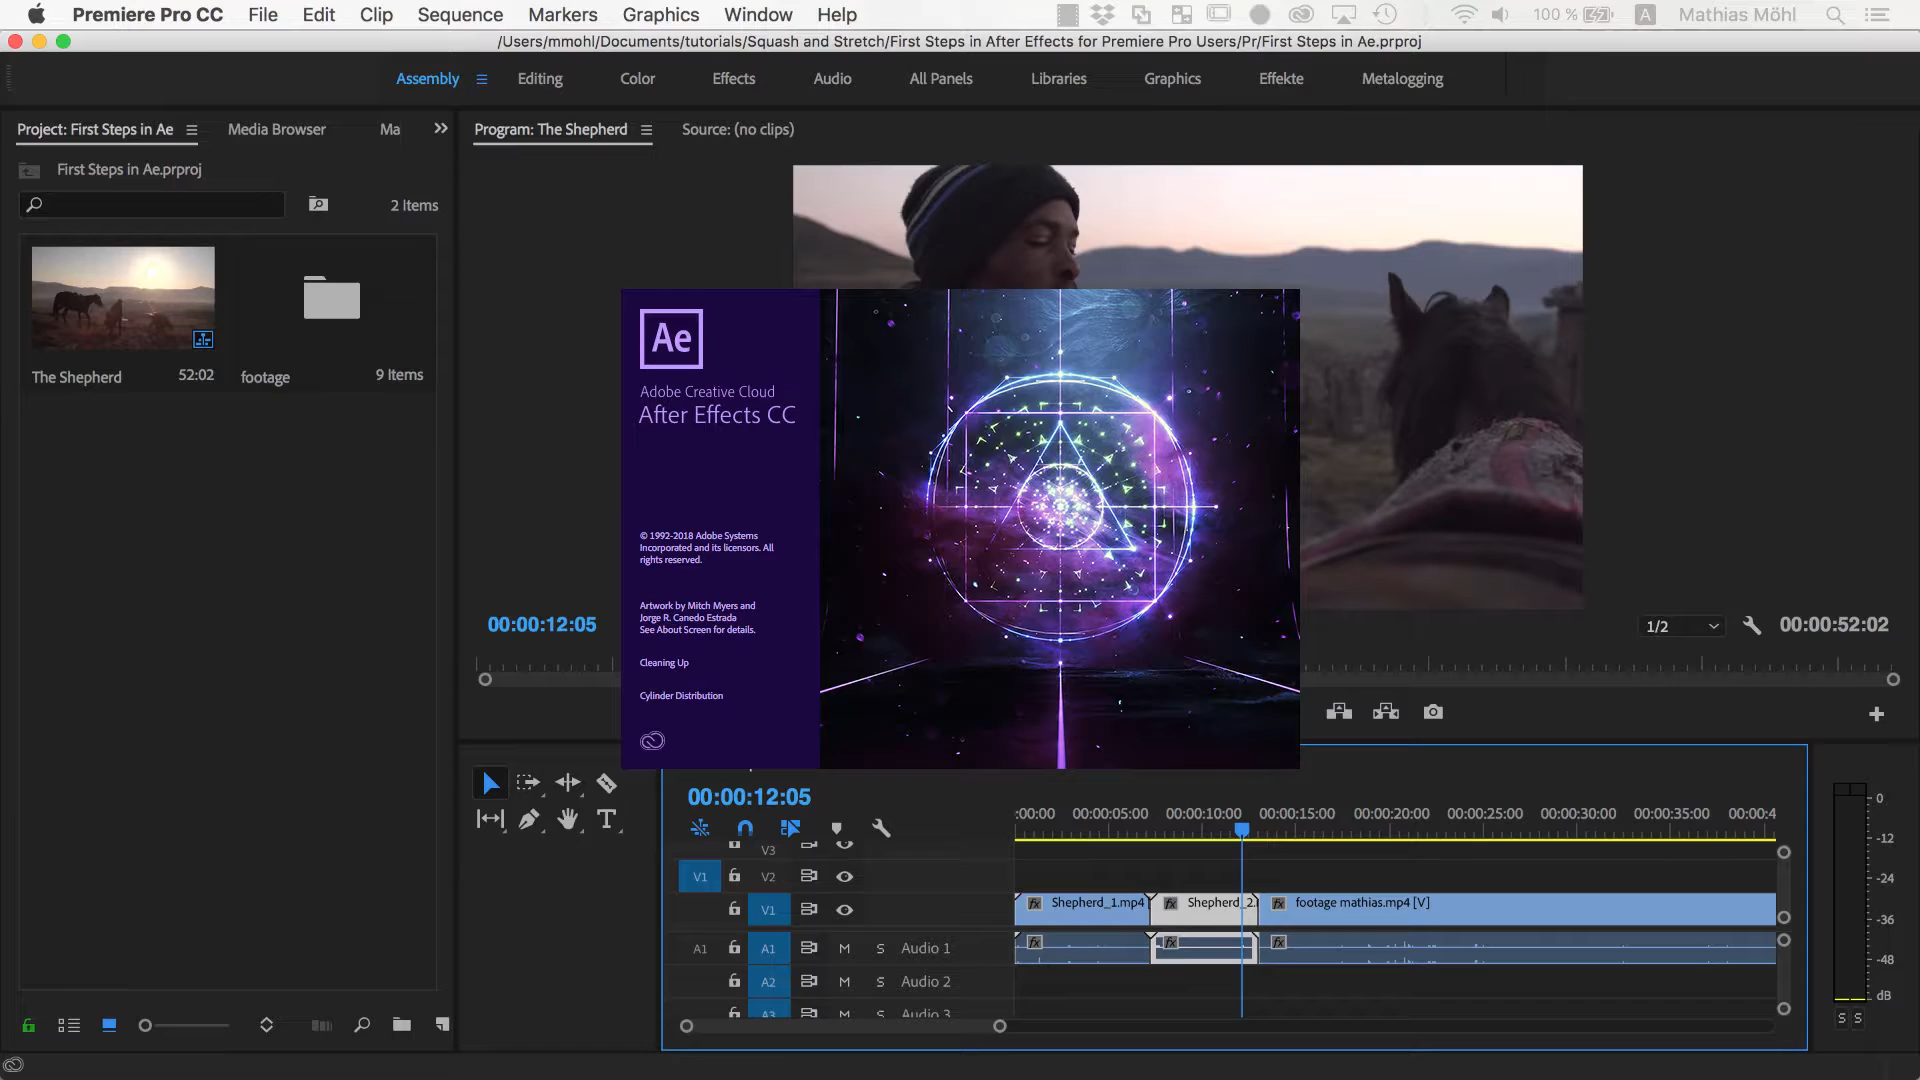 Premiere Pro CC File Edit Clip Sequence Markers Graphics Window Help 100 % A Mathias Möhl
/Users/mmohl/Documents/tutorials/Squash and Stretch/First Steps in After Effects for Premiere Pro Users/Pr/First Steps in Ae.prproj
Assembly Editing Color Effects Audio All Panels Libraries Graphics Effekte Metalogging
Project: First Steps in Ae Media Browser Ma
Program: The Shepherd Source: (no clips)
First Steps in Ae.prproj
2 Items
The Shepherd 52:02 footage 9 Items
Ae
Adobe Creative Cloud
After Effects CC
© 1992-2018 Adobe Systems
Incorporated and its licensors. All
rights reserved.
Artwork by Mitch Myers and
Jorge R. Canedo Estrada
See About Screen for details.
Cleaning Up
Cylinder Distribution
00:00:12:05 1/2 00:00:52:02
00:00:12:05
:00:00 00:00:05:00 00:00:10:00 00:00:15:00 00:00:20:00 00:00:25:00 00:00:30:00 00:00:35:00 00:00:4
V3
V1 V2
V1 fx Shepherd_1.mp4 fx Shepherd_2. fx footage mathias.mp4 [V]
A1 A1 M S Audio 1 fx fx fx
A2 M S Audio 2
A3 M S Audio 3
0
-12
-24
-36
-48
dB
S S